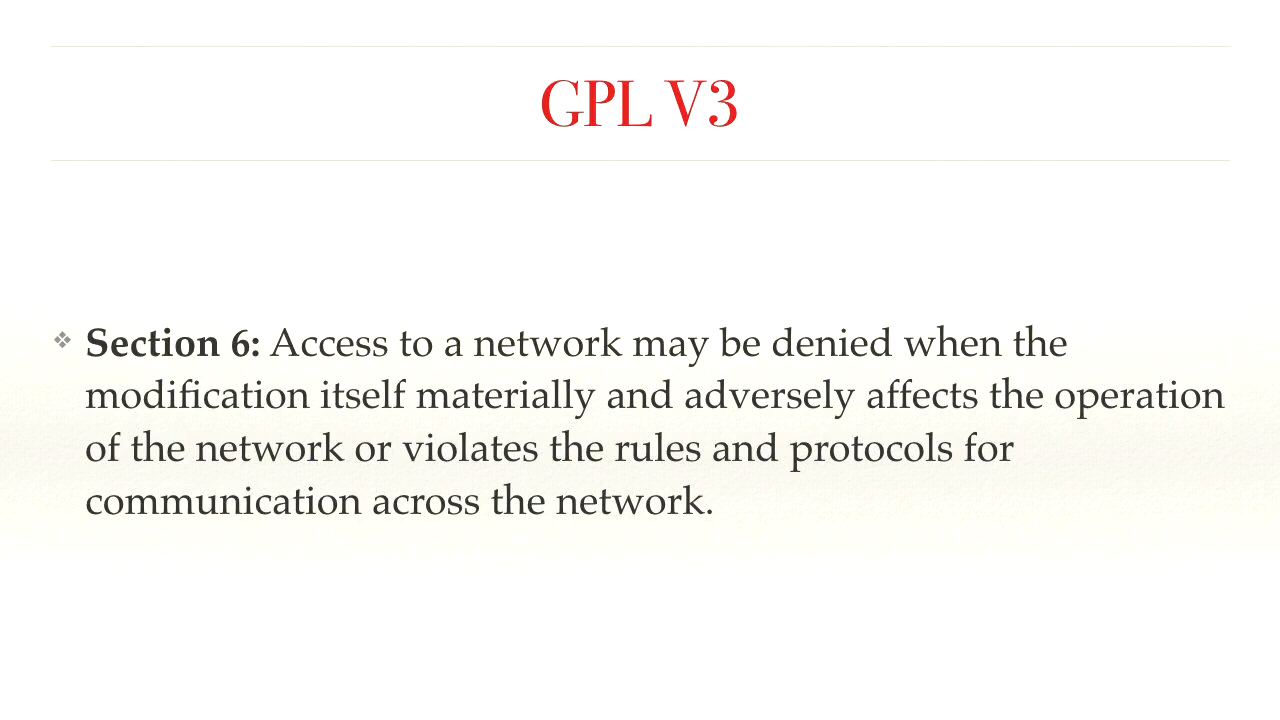 GPL V3
❖ Section 6: Access to a network may be denied when the
modification itself materially and adversely affects the operation
of the network or violates the rules and protocols for
communication across the network.